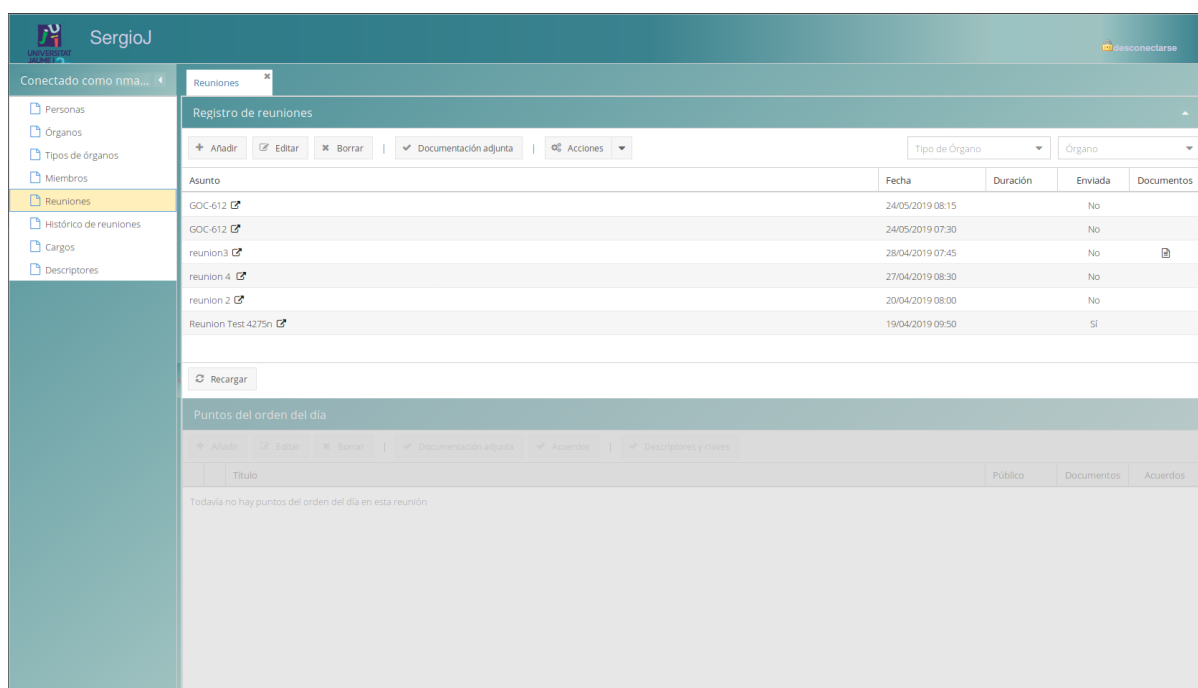 UNIVERSITAT
JAUME I
SergioJ
desconectarse
Conectado como nma...
Personas
Órganos
Tipos de órganos
Miembros
Reuniones
Histórico de reuniones
Cargos
Descriptores
Reuniones
Registro de reuniones
Añadir Editar Borrar | Documentación adjunta | Acciones Tipo de Órgano Órgano
Asunto Fecha Duración Enviada Documentos
GOC-612 24/05/2019 08:15 No
GOC-612 24/05/2019 07:30 No
reunion3 28/04/2019 07:45 No
reunion 4 27/04/2019 08:30 No
reunion 2 20/04/2019 08:00 No
Reunion Test 4275n 19/04/2019 09:50 Sí
Recargar
Puntos del orden del día
Añadir Editar Borrar | Documentación adjunta Acuerdos | Descriptores y claves
Título Público Documentos Acuerdos
Todavía no hay puntos del orden del día en esta reunión